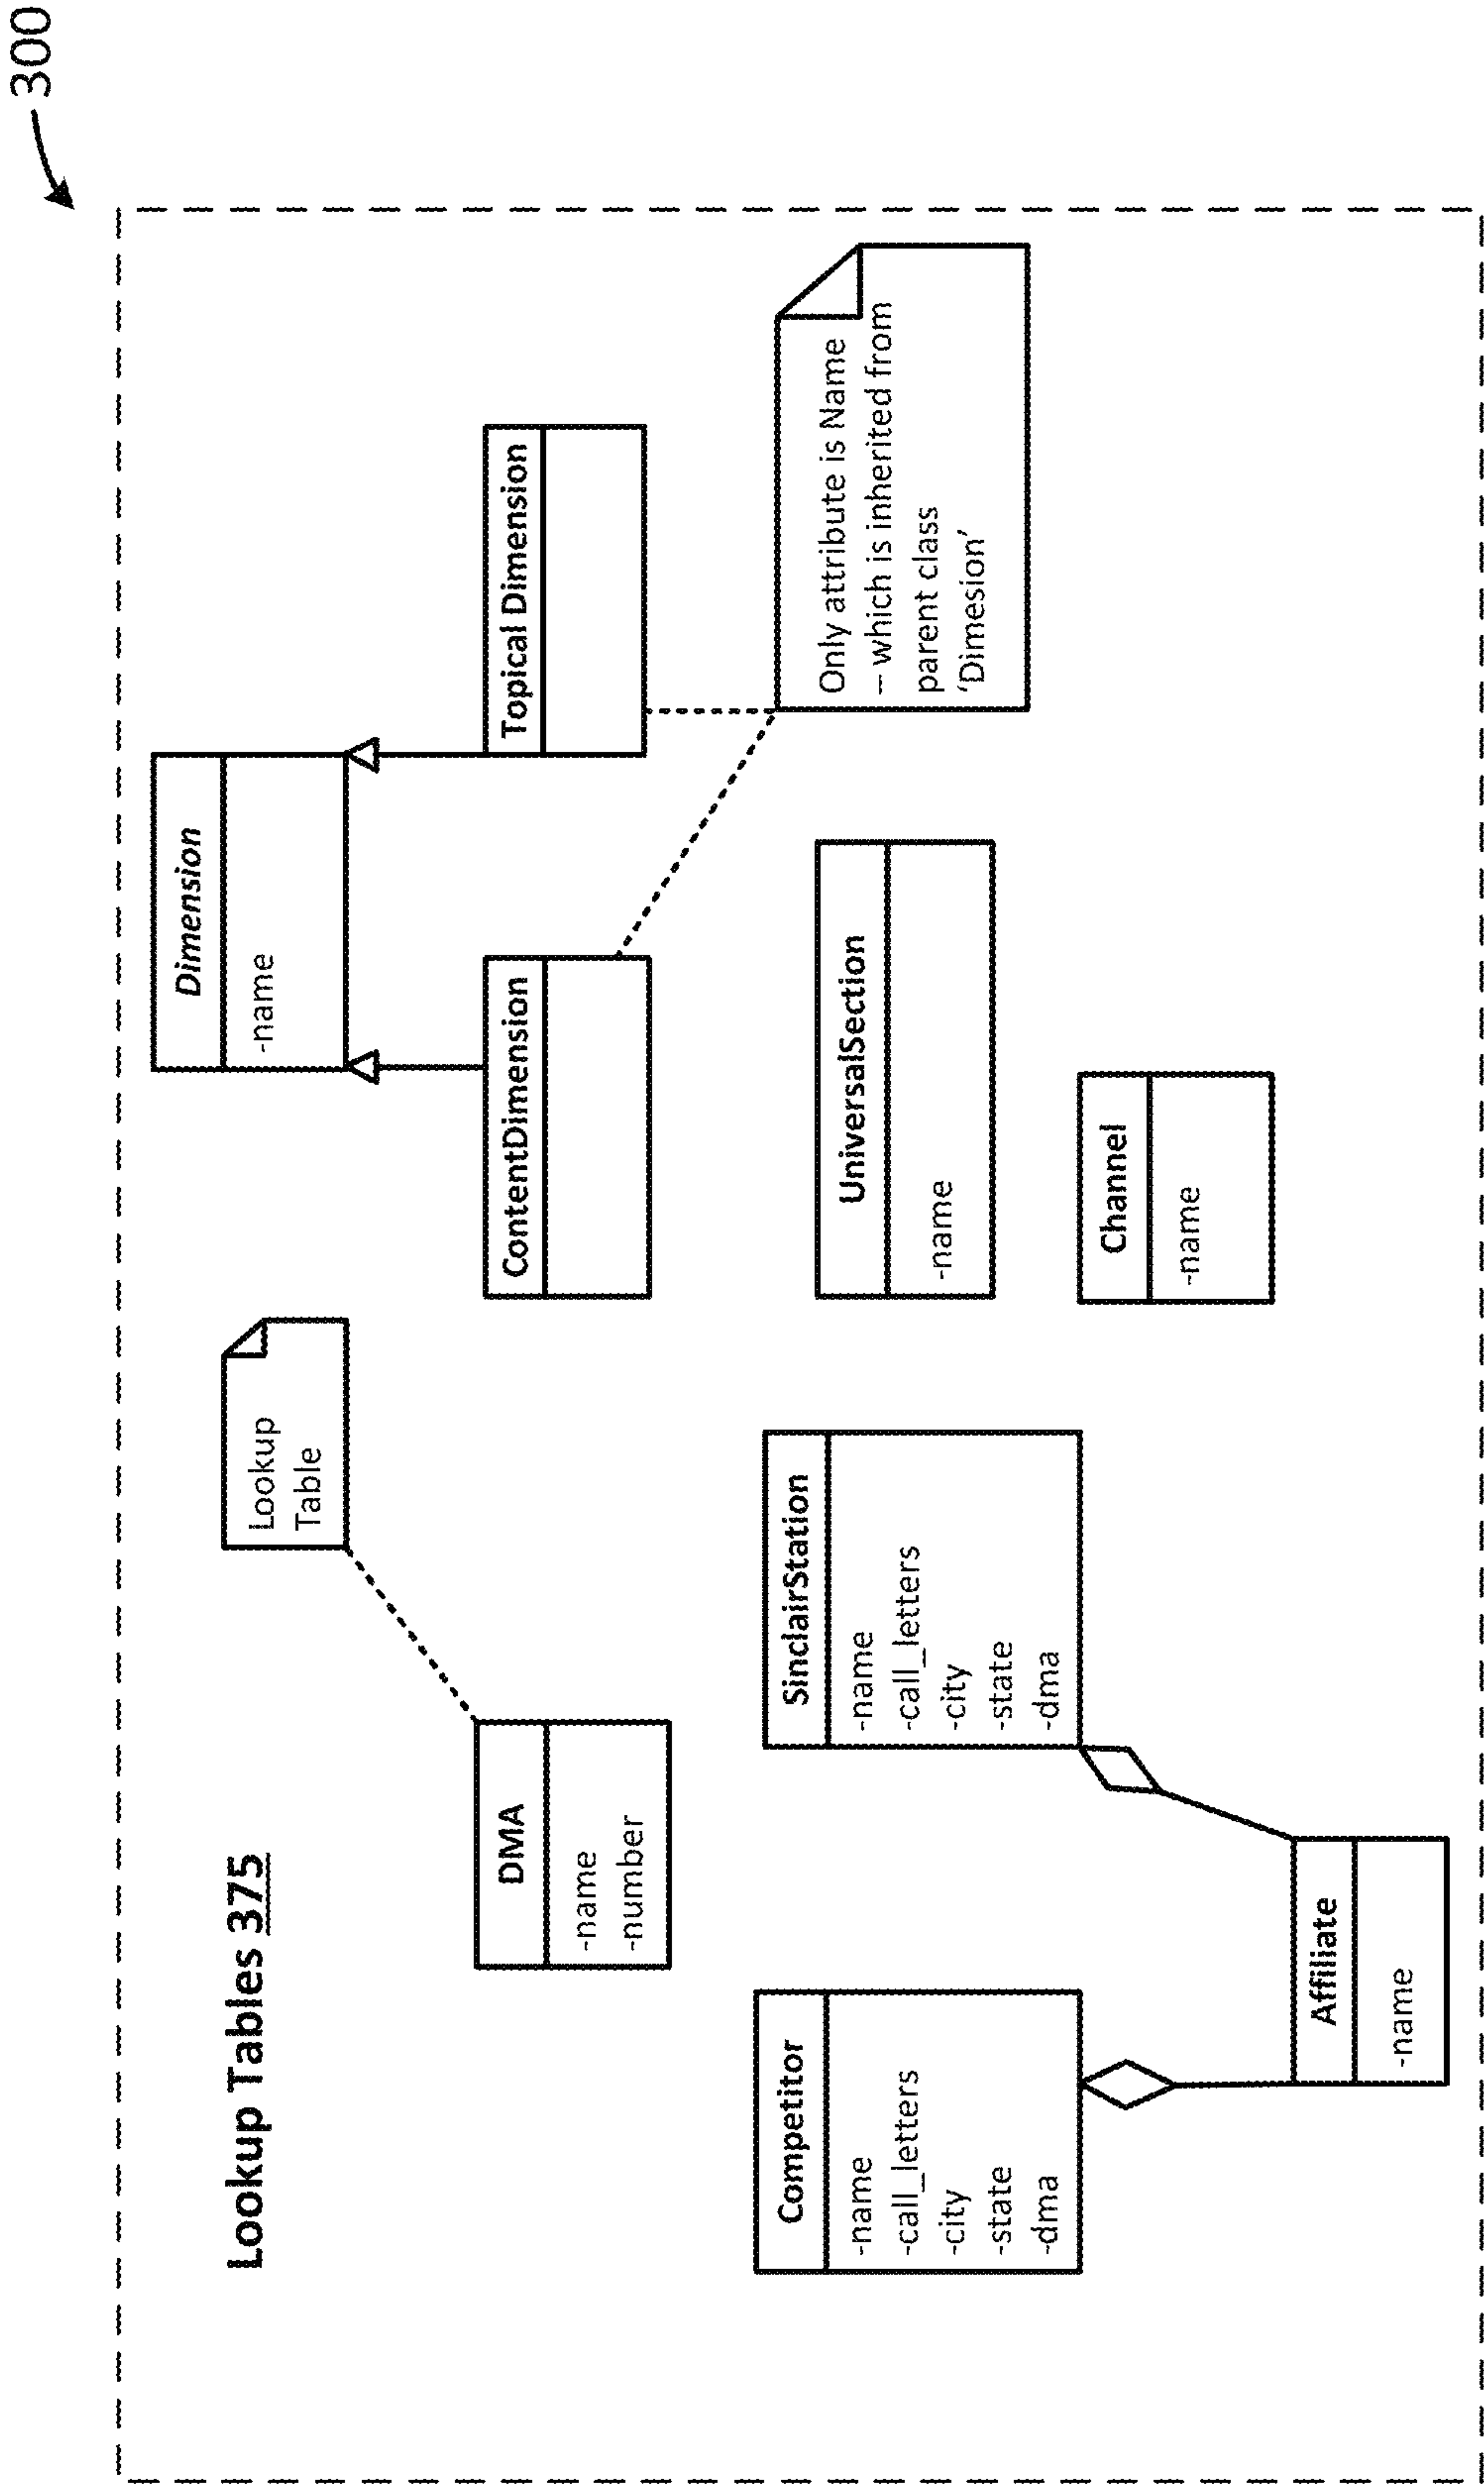 300
Lookup Tables 375
Lookup
Table
Dimension
-name
DMA
-name
-number
ContentDimension
Topical Dimension
Competitor
-name
-call_letters
-city
-state
-dma
SinclairStation
-name
-call_letters
-city
-state
-dma
UniversalSection
-name
Only attribute is Name
– which is inherited from
parent class
‘Dimesion’
Channel
-name
Affiliate
-name